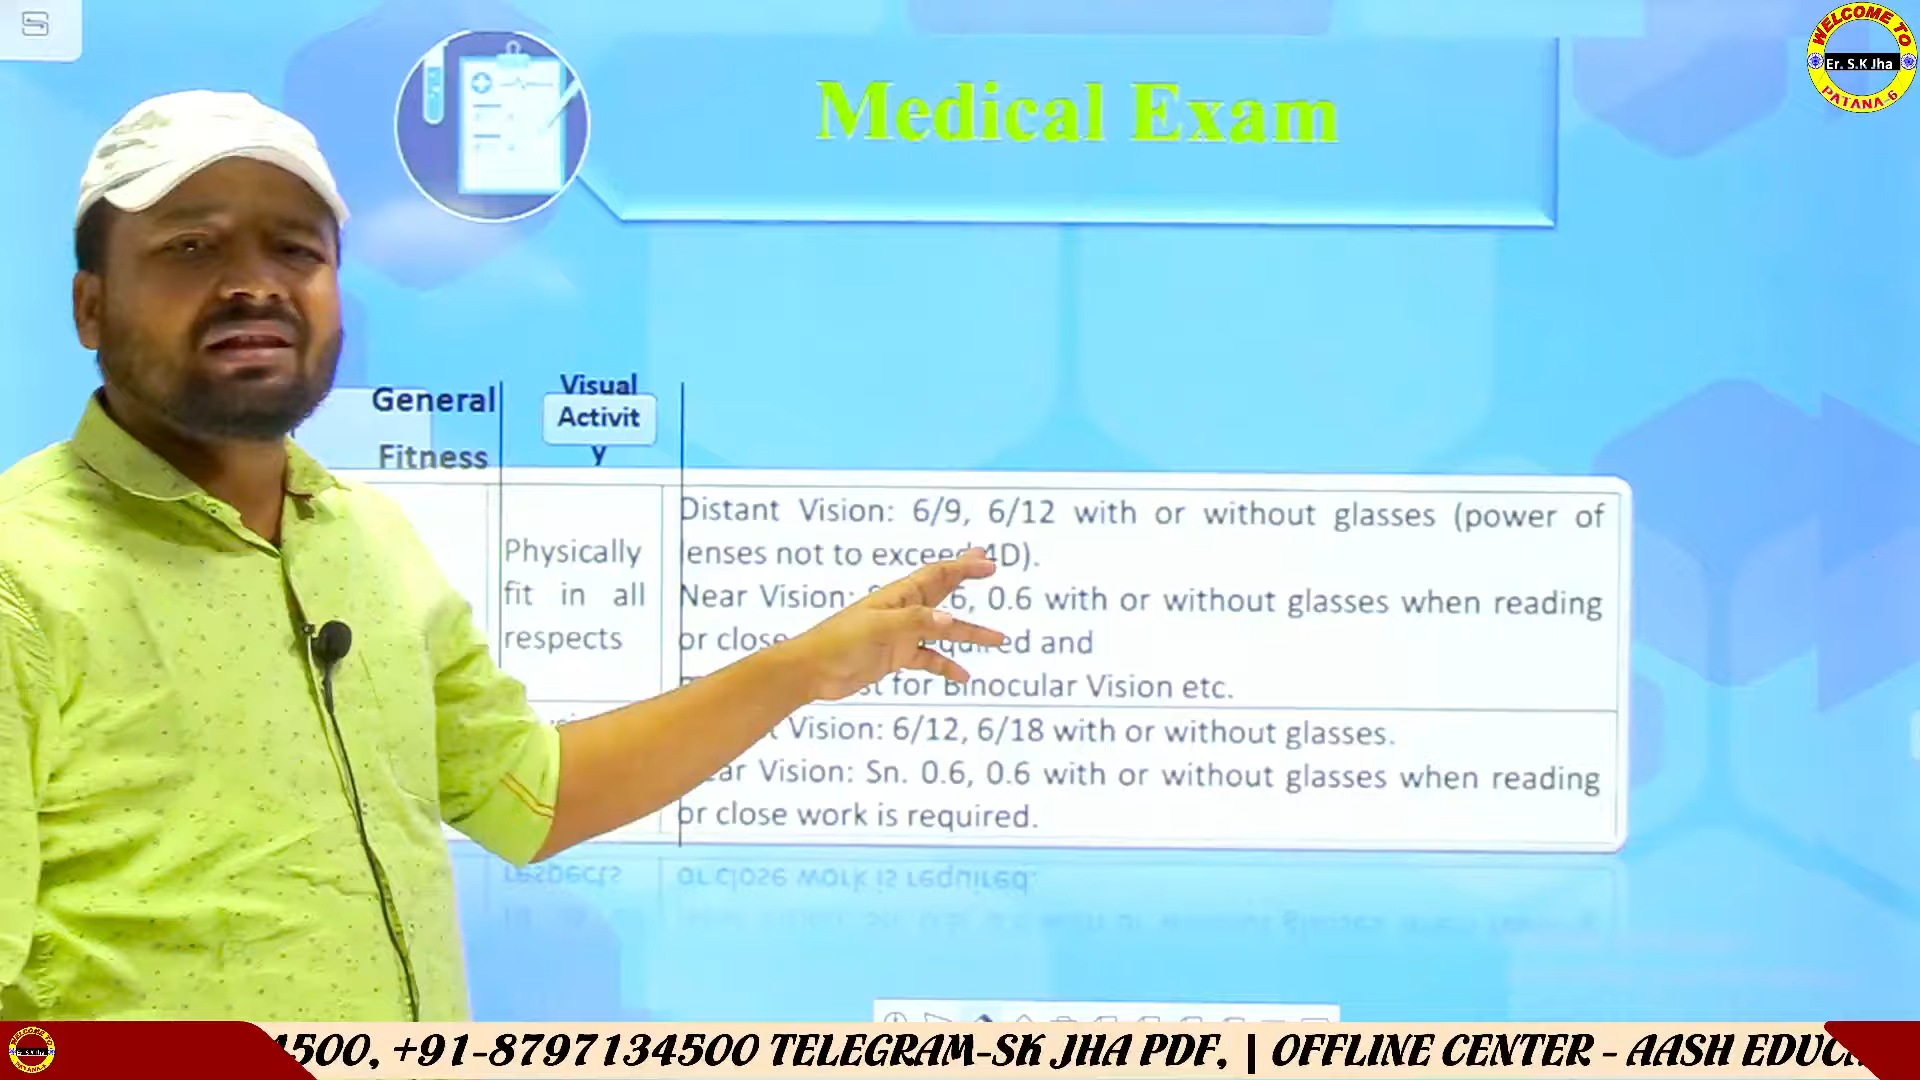 WELCOME TO
Er. S.K Jha
PATANA-6
Medical Exam
General
Fitness
Visual
Activit
y
Physically
fit in all
respects
Distant Vision: 6/9, 6/12 with or without glasses (power of
lenses not to exceed 4D).
Near Vision: 0.6 with or without glasses when reading
or close and
for Binocular Vision etc.
Vision: 6/12, 6/18 with or without glasses.
Vision: Sn. 0.6, 0.6 with or without glasses when reading
or close work is required.
4500, +91-8797134500 TELEGRAM-SK JHA PDF, | OFFLINE CENTER - AASH